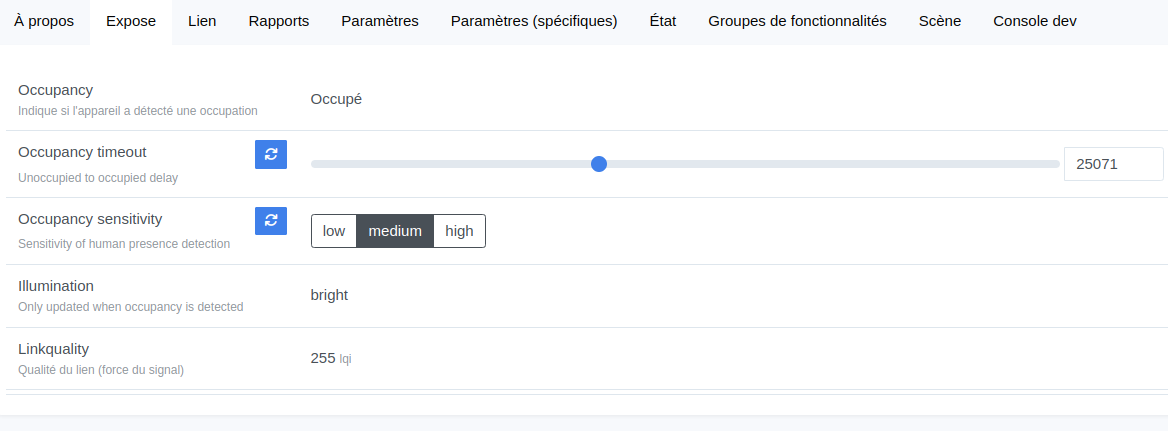 À propos Expose Lien Rapports Paramètres Paramètres (spécifiques) État Groupes de fonctionnalités Scène Console dev
Occupancy
Indique si l'appareil a détecté une occupation
Occupé
Occupancy timeout
Unoccupied to occupied delay
25071
Occupancy sensitivity
Sensitivity of human presence detection
low medium high
Illumination
Only updated when occupancy is detected
bright
Linkquality
Qualité du lien (force du signal)
255 lqi